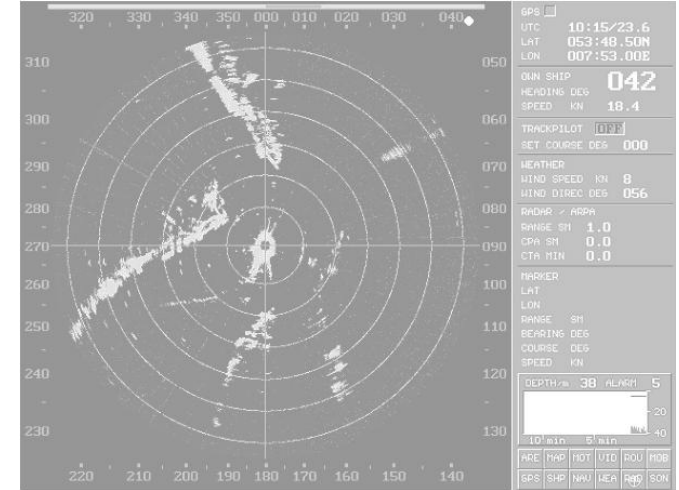 320 330 340 350 000 010 020 030 040
310 050
300 060
290 070
280 080
270 090
260 100
250 110
240 120
230 130
220 210 200 190 180 170 160 150 140
GPS
UTC 10:15/23.6
LAT 053:48.50N
LON 007:53.00E
OWN SHIP
HEADING DEG 042
SPEED KN 18.4
TRACKPILOT OFF
SET COURSE DEG 000
WEATHER
WIND SPEED KN 8
WIND DIREC DEG 056
RADAR / ARPA
RANGE SM 1.0
CPA SM 0.0
CTA MIN 0.0
MARKER
LAT
LON
RANGE SM
BEARING DEG
COURSE DEG
SPEED KN
DEPTH/m 38 ALARM 5
20
40
10'min 5'min
ARE MAP MOT VID ROU MOB
GPS SHP NAV WEA RAD SON